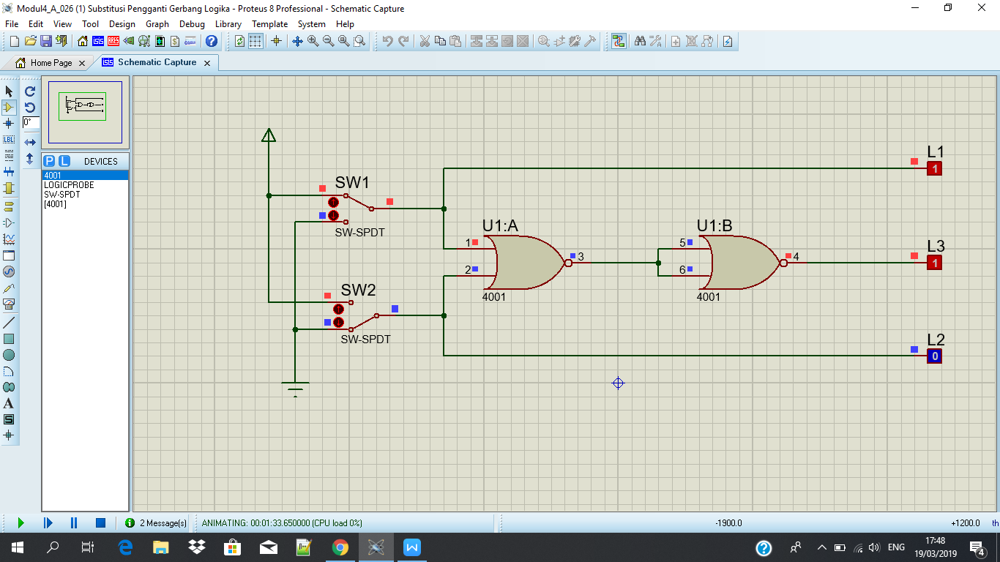 Modul4_A_026 (1) Substitusi Pengganti Gerbang Logika - Proteus 8 Professional - Schematic Capture
File Edit View Tool Design Graph Debug Library Template System Help
Home Page Schematic Capture
0°
LBL
P L DEVICES
4001
LOGICPROBE
SW-SPDT
[4001]
A
S
L1
1
SW1
SW-SPDT
U1:A
1
2
3
4001
U1:B
5
6
4
4001
L3
1
SW2
SW-SPDT
L2
0
2 Message(s) ANIMATING: 00:01:33.650000 (CPU load 0%) -1900.0 +1200.0 th
ENG 17:48
19/03/2019
4